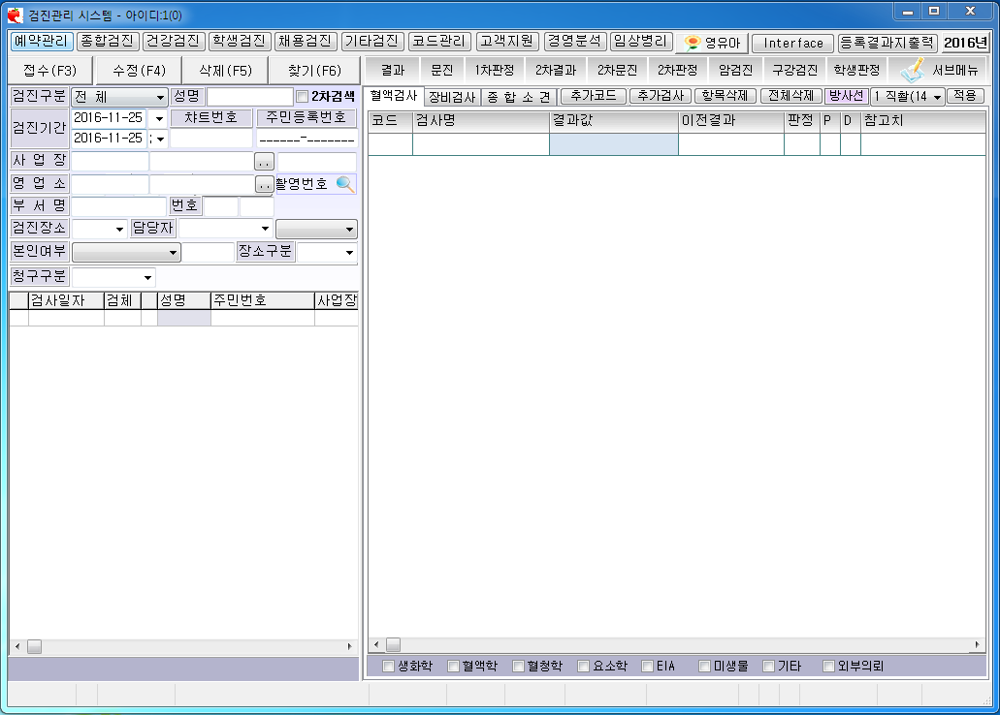 검진관리 시스템 - 아이디:1(0)
예약관리 종합검진 건강검진 학생검진 채용검진 기타검진 코드관리 고객지원 경영분석 임상병리 영유아 Interface 등록결과지출력 2016년
접수(F3) 수정(F4) 삭제(F5) 찾기(F6) 결과 문진 1차판정 2차결과 2차문진 2차판정 암검진 구강검진 학생판정 서브메뉴
검진구분 전 체 성명 2차검색
검진기간 2016-11-25 챠트번호 주민등록번호
2016-11-25 ; ______-_______
사 업 장 ..
영 업 소 .. 촬영번호
부 서 명 번호
검진장소 담당자
본인여부 장소구분
청구구분
검사일자 검체 성명 주민번호 사업장
혈액검사 장비검사 종 합 소 견 추가코드 추가검사 항목삭제 전체삭제 방사선 1 직촬(14 적용
코드 검사명 결과값 이전결과 판정 P D 참고치
생화학 혈액학 혈청학 요소학 EIA 미생물 기타 외부의뢰